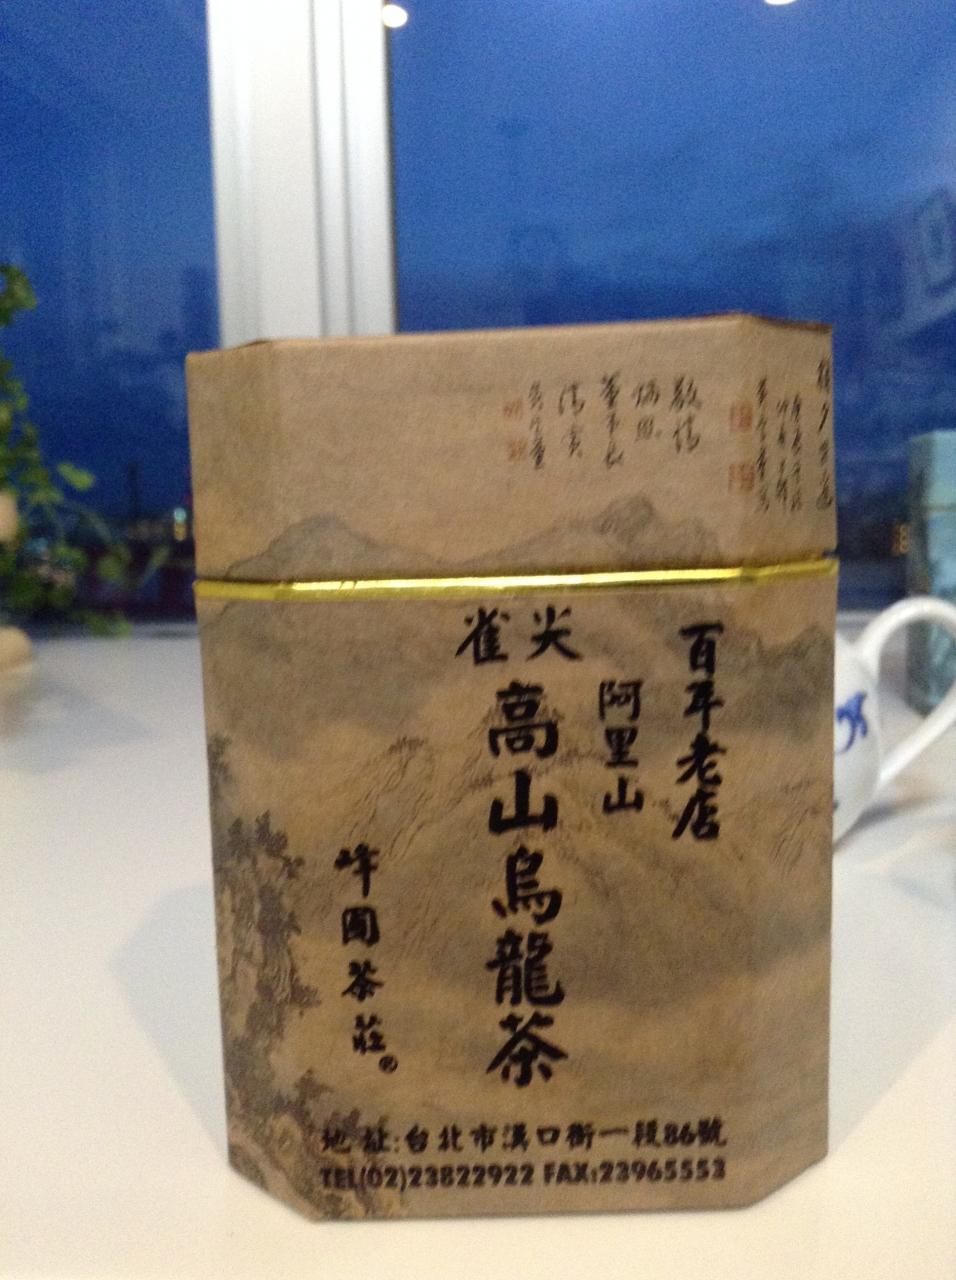 百年老店
阿里山
雀尖
高山烏龍茶
峰圃茶莊
地址:台北市漢口街一段86號
TEL(02)23822922 FAX:23965553